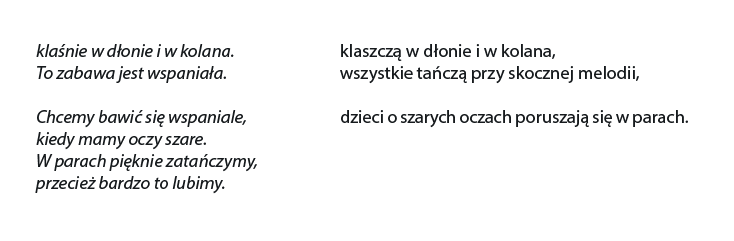 klaśnie w dłonie i w kolana.
To zabawa jest wspaniała.
Chcemy bawić się wspaniale,
kiedy mamy oczy szare.
W parach pięknie zatańczymy,
przecież bardzo to lubimy.
klaszczą w dłonie i w kolana,
wszystkie tańczą przy skocznej melodii,
dzieci o szarych oczach poruszają się w parach.